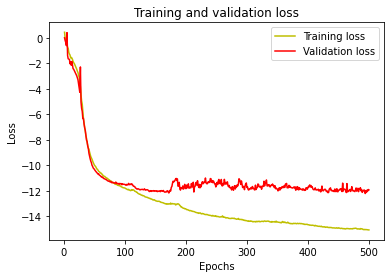 Training and validation loss
Training loss
Validation loss
Loss
0
−2
−4
−6
−8
−10
−12
−14
0 100 200 300 400 500
Epochs